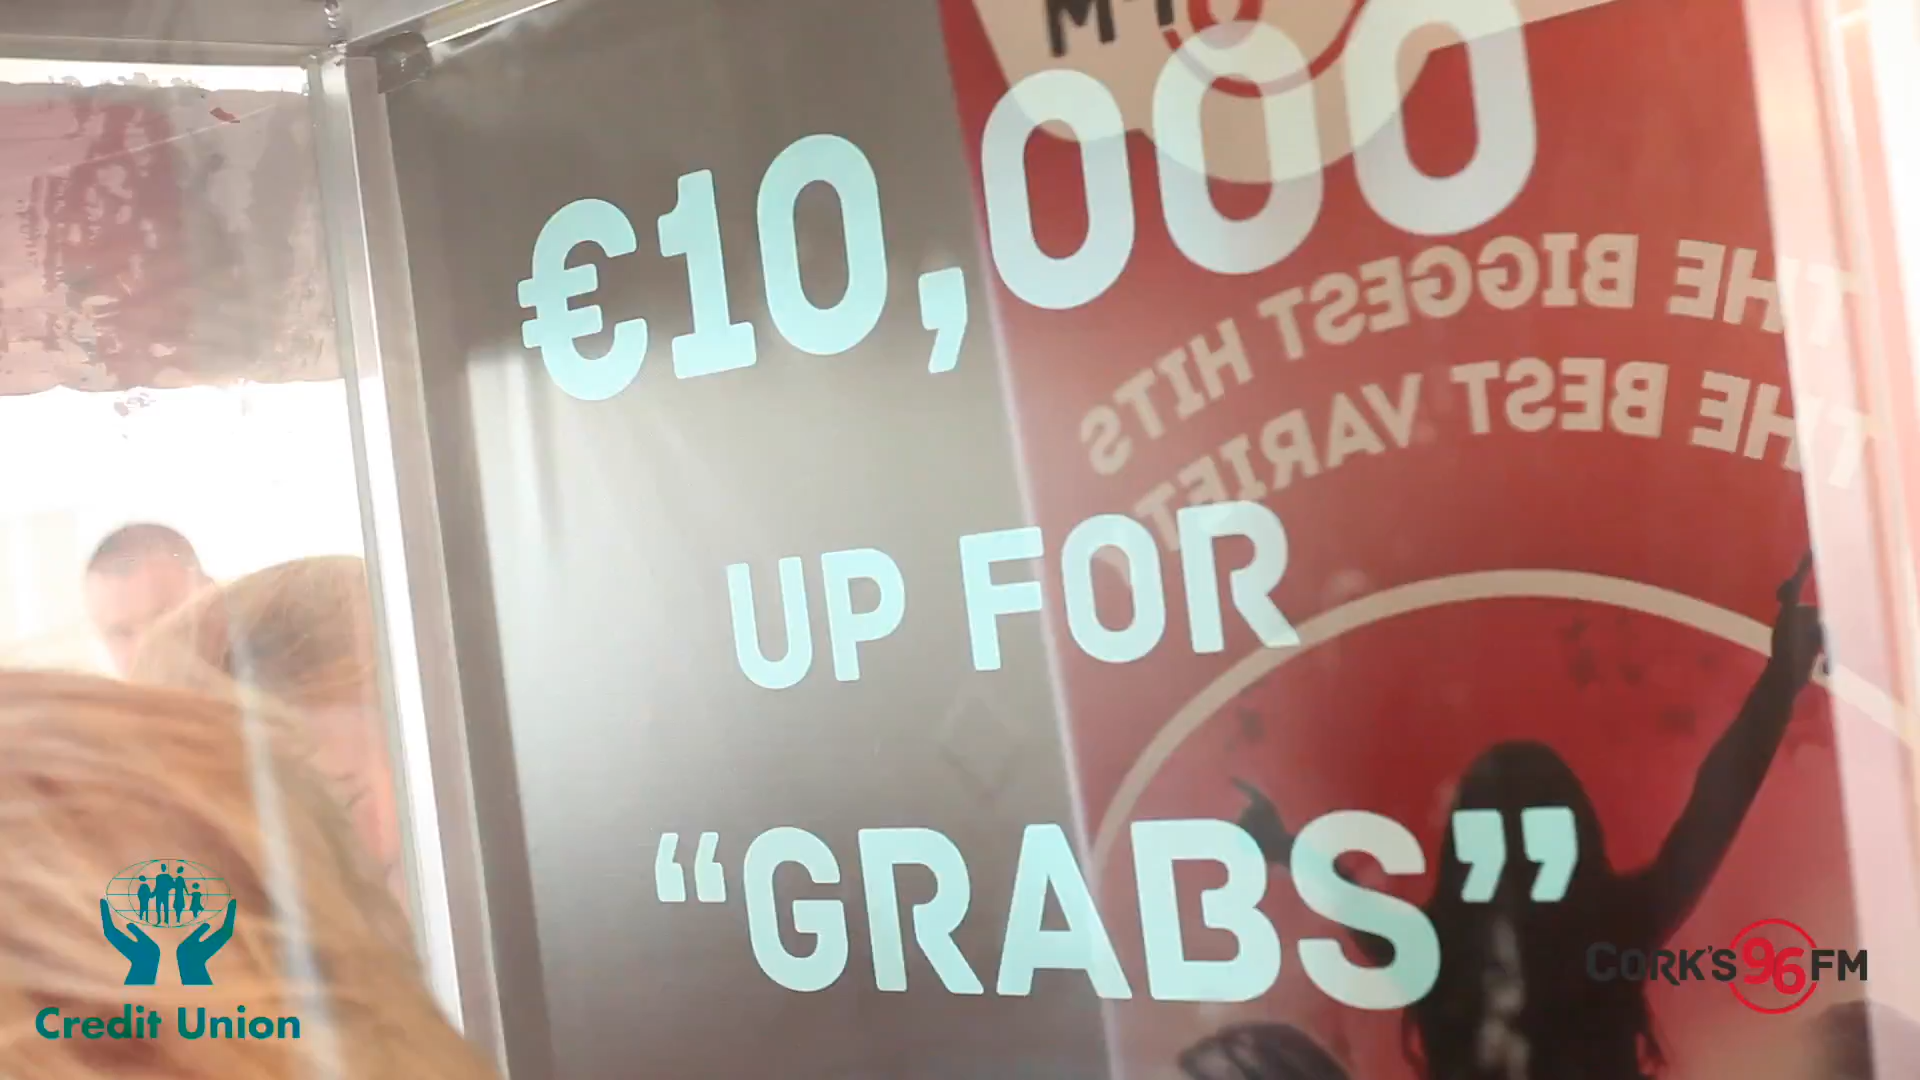 €10,000
UP FOR
“GRABS”
THE BIGGEST HITS
THE BEST VARIETY
Credit Union
CORK'S 96FM